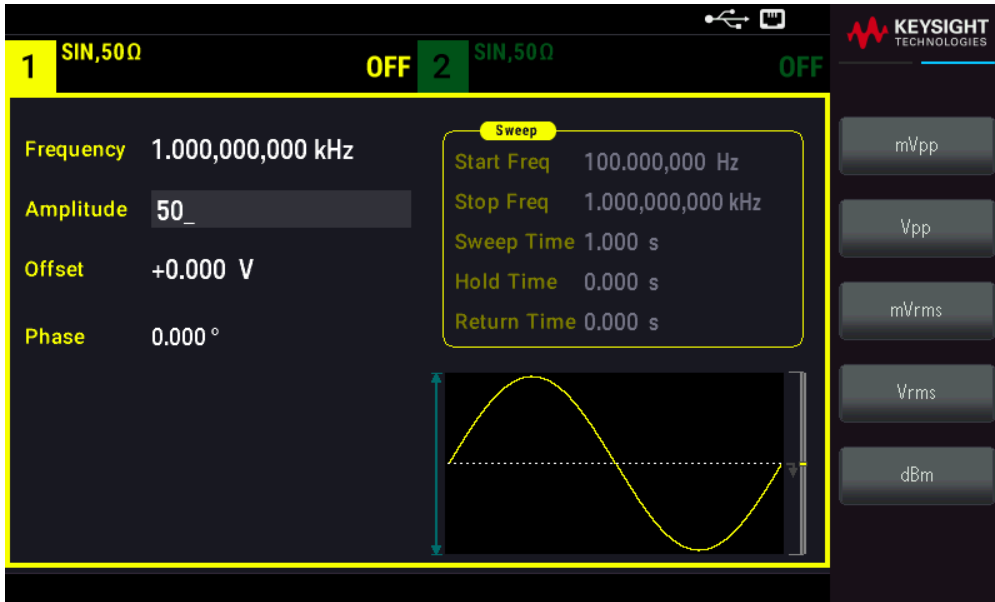 KEYSIGHT
TECHNOLOGIES
1 SIN,50Ω OFF 2 SIN,50Ω OFF
Frequency 1.000,000,000 kHz
Amplitude 50_
Offset +0.000 V
Phase 0.000 °
Sweep
Start Freq 100.000,000 Hz
Stop Freq 1.000,000,000 kHz
Sweep Time 1.000 s
Hold Time 0.000 s
Return Time 0.000 s
mVpp
Vpp
mVrms
Vrms
dBm